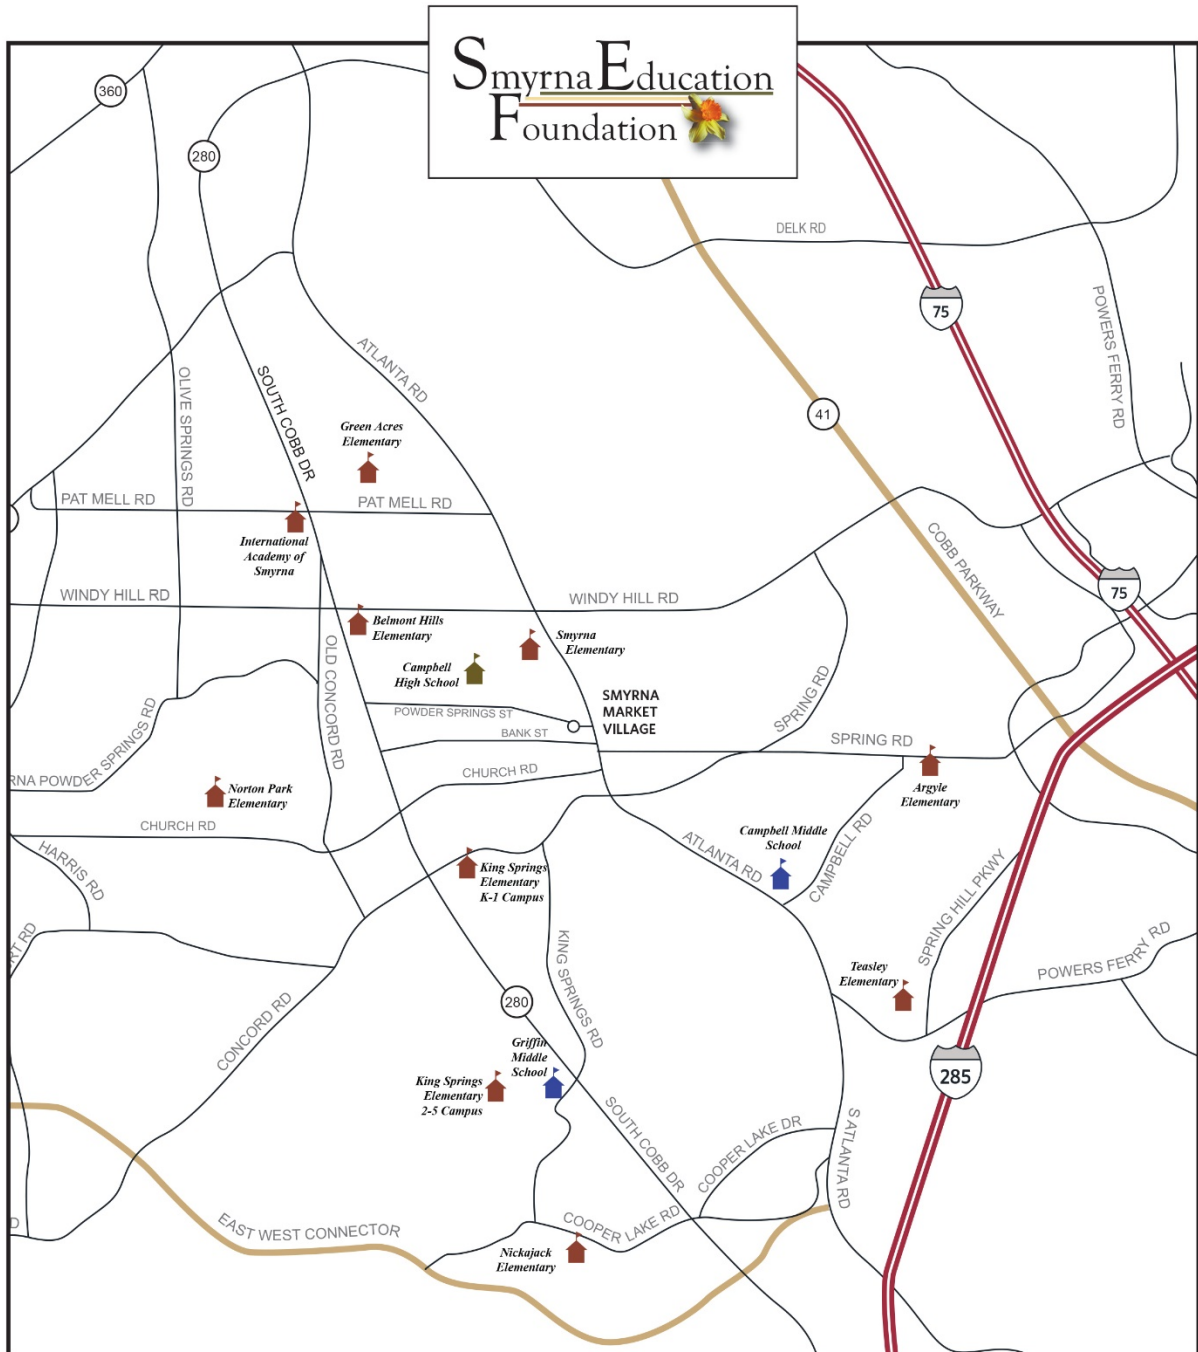 Smyrna Education
Foundation
360
280
DELK RD
75
POWERS FERRY RD
ATLANTA RD
OLIVE SPRINGS RD
SOUTH COBB DR
41
Green Acres
Elementary
PAT MELL RD
PAT MELL RD
International
Academy of
Smyrna
COBB PARKWAY
75
WINDY HILL RD
WINDY HILL RD
Belmont Hills
Elementary
Smyrna
Elementary
OLD CONCORD RD
Campbell
High School
SMYRNA
MARKET
VILLAGE
POWDER SPRINGS ST
BANK ST
SPRING RD
SPRING RD
RNA POWDER SPRINGS RD
CHURCH RD
Norton Park
Elementary
Argyle
Elementary
CHURCH RD
HARRIS RD
ATLANTA RD
Campbell Middle
School
CAMPBELL RD
King Springs
Elementary
K-1 Campus
SPRING HILL PKWY
RT RD
KING SPRINGS RD
Teasley
Elementary
POWERS FERRY RD
CONCORD RD
280
Griffin
Middle
School
King Springs
Elementary
2-5 Campus
285
SOUTH COBB DR
COOPER LAKE DR
S ATLANTA RD
D
EAST WEST CONNECTOR
COOPER LAKE RD
Nickajack
Elementary